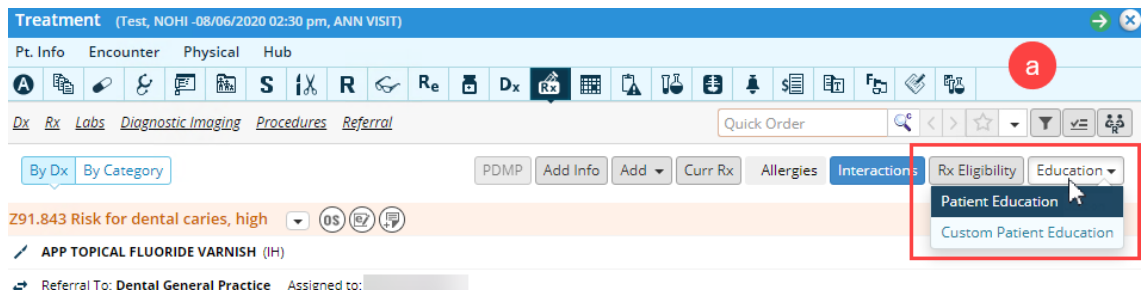 Treatment (Test, NOHI -08/06/2020 02:30 pm, ANN VISIT)
Pt. Info Encounter Physical Hub
a
A S R Re Dx Rx S T F
Dx Rx Labs Diagnostic Imaging Procedures Referral Quick Order C R
By Dx By Category PDMP Add Info Add Curr Rx Allergies Interactions Rx Eligibility Education
Patient Education
Custom Patient Education
Z91.843 Risk for dental caries, high 0$
APP TOPICAL FLUORIDE VARNISH (IH)
Referral To: Dental General Practice Assigned to: